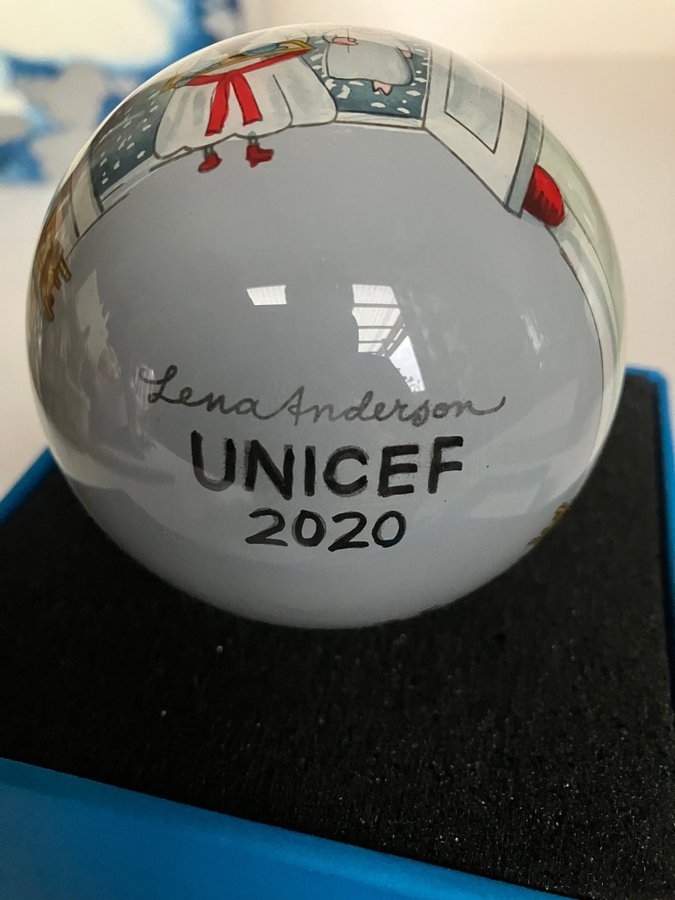 Lena Anderson
UNICEF
2020